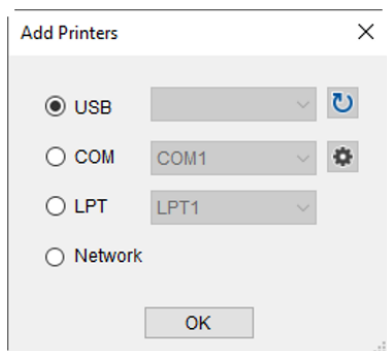 Add Printers
USB
COM COM1
LPT LPT1
Network
OK